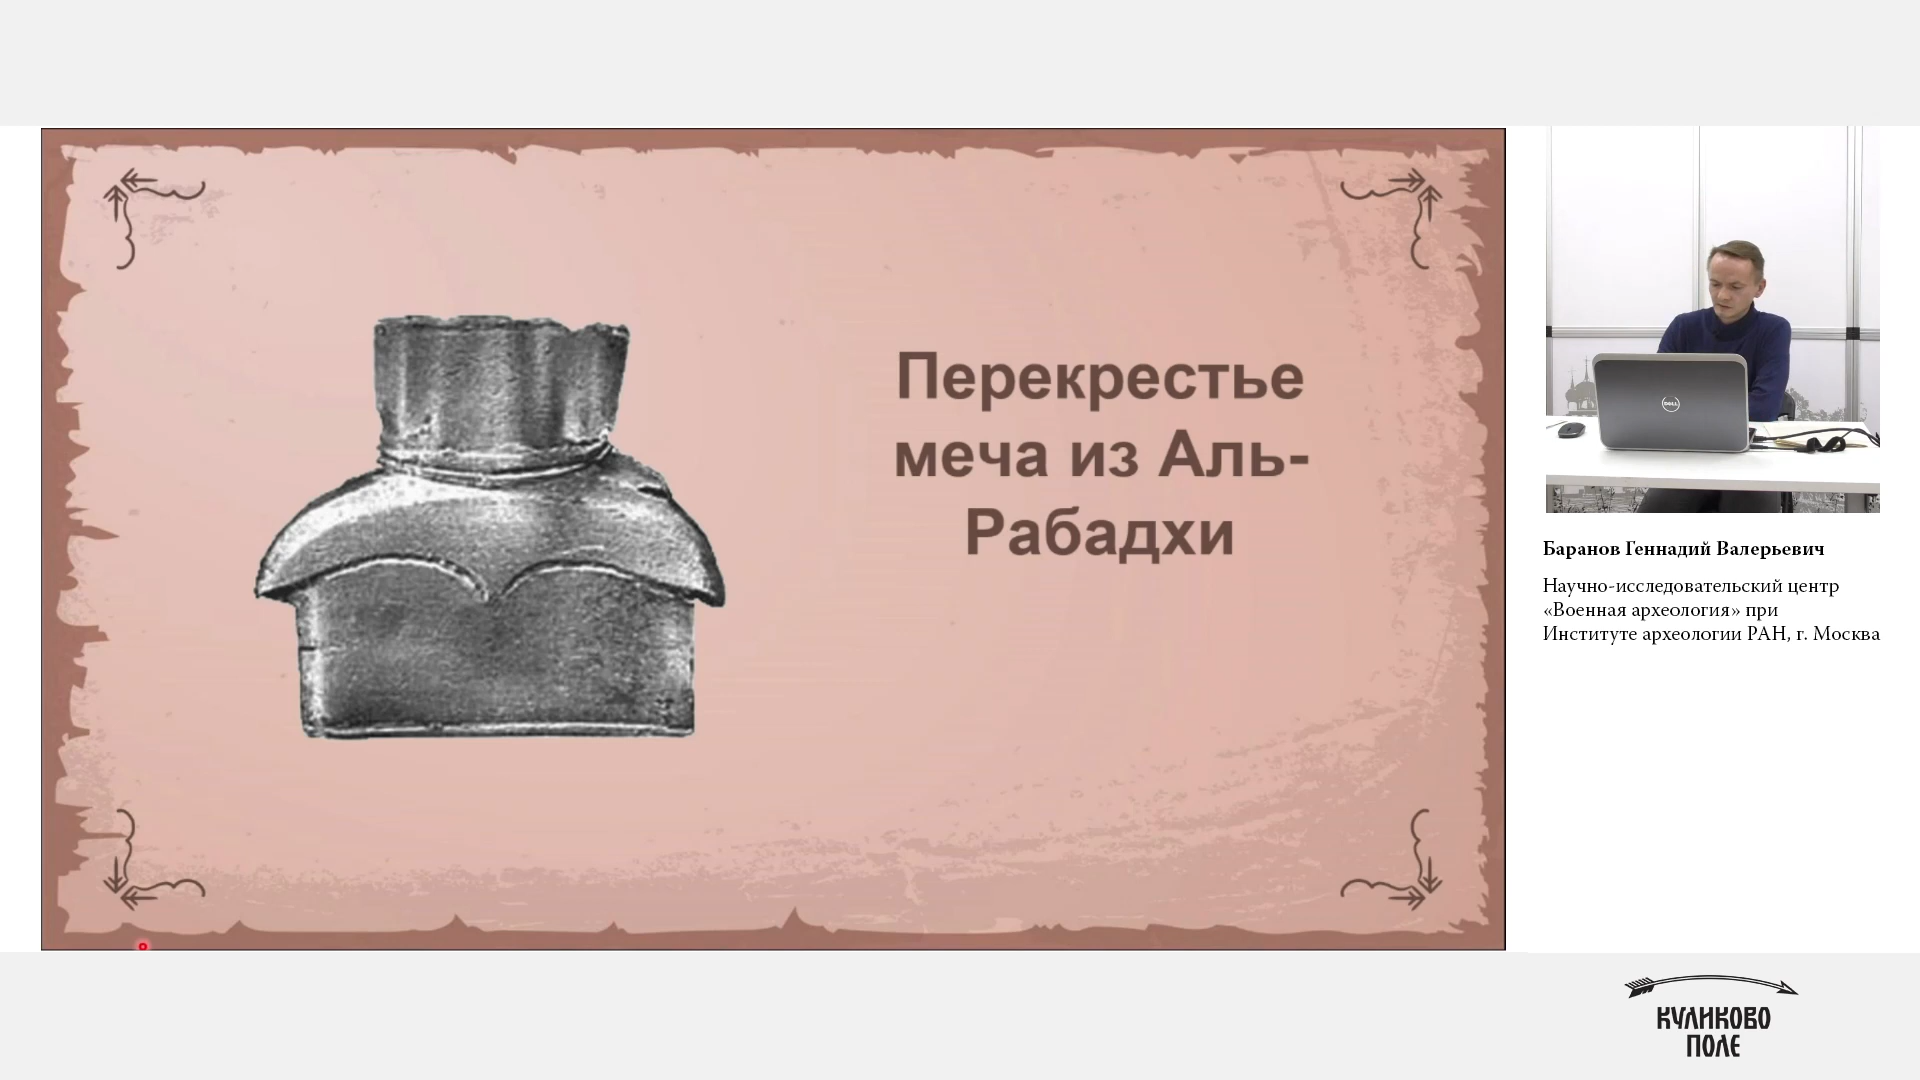 Перекрестье
меча из Аль-
Рабадхи
DELL
Баранов Геннадий Валерьевич
Научно-исследовательский центр
«Военная археология» при
Институте археологии РАН, г. Москва
КУЛИКОВО
ПОЛЕ